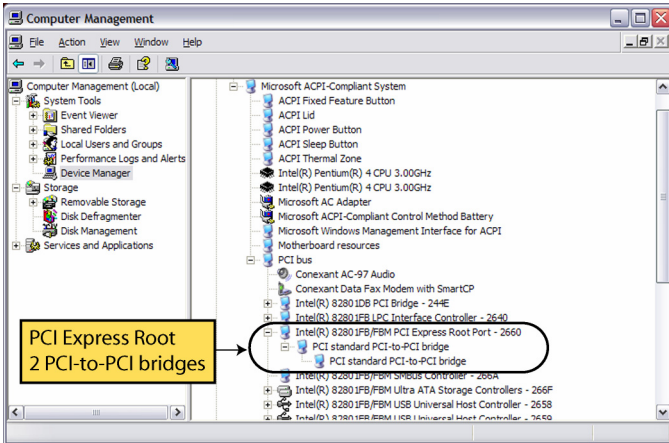 Computer Management
File Action View Window Help
Computer Management (Local)
System Tools
Event Viewer
Shared Folders
Local Users and Groups
Performance Logs and Alerts
Device Manager
Storage
Removable Storage
Disk Defragmenter
Disk Management
Services and Applications
Microsoft ACPI-Compliant System
ACPI Fixed Feature Button
ACPI Lid
ACPI Power Button
ACPI Sleep Button
ACPI Thermal Zone
Intel(R) Pentium(R) 4 CPU 3.00GHz
Intel(R) Pentium(R) 4 CPU 3.00GHz
Microsoft AC Adapter
Microsoft ACPI-Compliant Control Method Battery
Microsoft Windows Management Interface for ACPI
Motherboard resources
PCI bus
Conexant AC-97 Audio
Conexant Data Fax Modem with SmartCP
Intel(R) 82801DB PCI Bridge - 244E
Intel(R) 82801FB LPC Interface Controller - 2640
Intel(R) 82801FB/FBM PCI Express Root Port - 2660
PCI standard PCI-to-PCI bridge
PCI standard PCI-to-PCI bridge
Intel(R) 82801FB/FBM SMBus Controller - 266A
Intel(R) 82801FB/FBM Ultra ATA Storage Controllers - 266F
Intel(R) 82801FB/FBM USB Universal Host Controller - 2658
Intel(R) 82801FB/FBM USB Universal Host Controller - 2659
PCI Express Root
2 PCI-to-PCI bridges